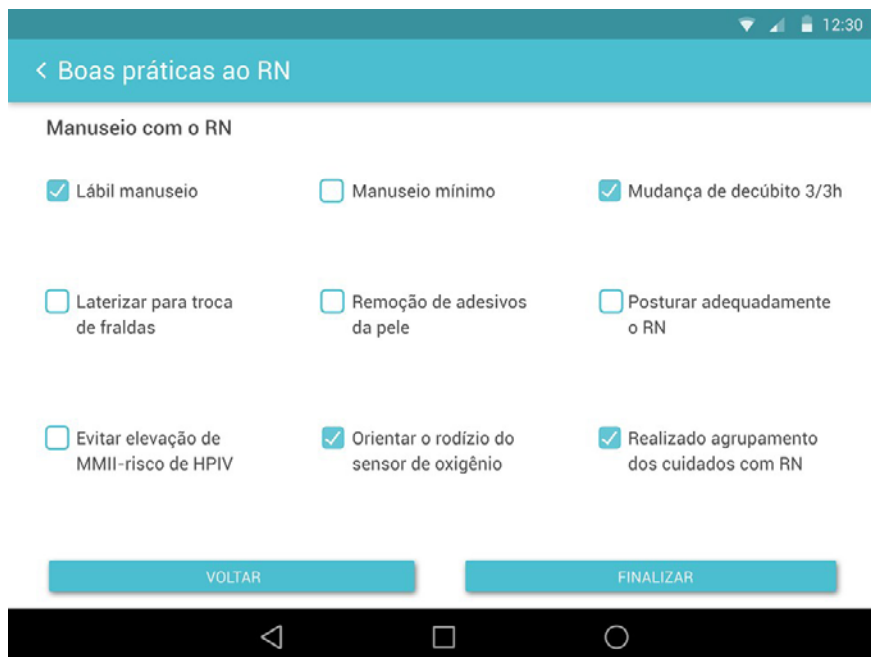 12:30
Boas práticas ao RN
Manuseio com o RN
Lábil manuseio
Manuseio mínimo
Mudança de decúbito 3/3h
Laterizar para troca
de fraldas
Remoção de adesivos
da pele
Posturar adequadamente
o RN
Evitar elevação de
MMII-risco de HPIV
Orientar o rodízio do
sensor de oxigênio
Realizado agrupamento
dos cuidados com RN
VOLTAR
FINALIZAR